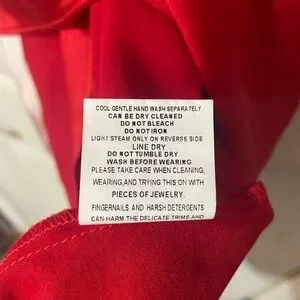 COOL GENTLE HAND WASH SEPARATELY
CAN BE DRY CLEANED
DO NOT BLEACH
DO NOT IRON
LIGHT STEAM ONLY ON REVERSE SIDE
LINE DRY
DO NOT TUMBLE DRY
WASH BEFORE WEARING
PLEASE TAKE CARE WHEN CLEANING,
WEARING,AND TRYING THIS ON WITH
PIECES OF JEWELRY.
FINGERNAILS AND HARSH DETERGENTS
CAN HARM THE DELICATE TRIMS AND